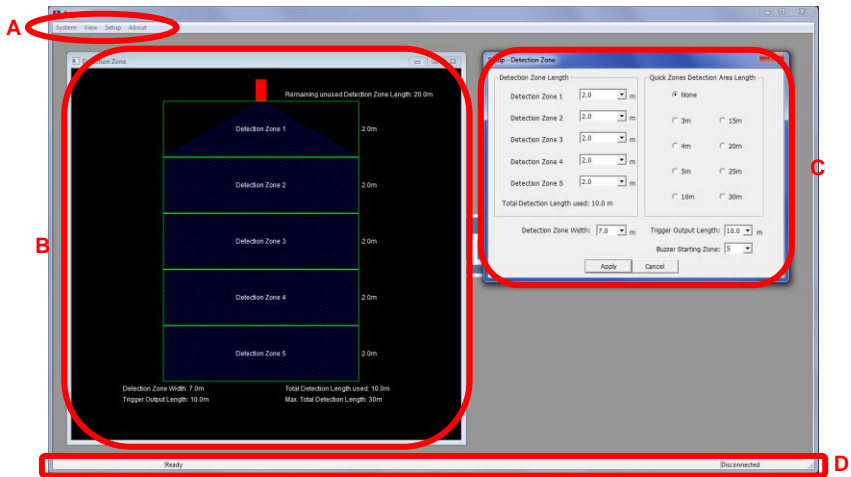 A
System View Setup About
Detection Zone
Remaining unused Detection Zone Length: 20.0m
Detection Zone 1
2.0m
Detection Zone 2
2.0m
Detection Zone 3
2.0m
Detection Zone 4
2.0m
Detection Zone 5
2.0m
Detection Zone Width: 7.0m
Total Detection Length used: 10.0m
Trigger Output Length: 10.0m
Max. Total Detection Length: 30m
B
Setup - Detection Zone
Detection Zone Length
Detection Zone 1 2.0 m
Detection Zone 2 2.0 m
Detection Zone 3 2.0 m
Detection Zone 4 2.0 m
Detection Zone 5 2.0 m
Total Detection Length used: 10.0 m
Quick Zones Detection Area Length
None
3m 15m
4m 20m
5m 25m
10m 30m
Detection Zone Width: 7.0 m
Trigger Output Length: 10.0 m
Buzzer Starting Zone: 5
Apply Cancel
C
Ready
Disconnected
D